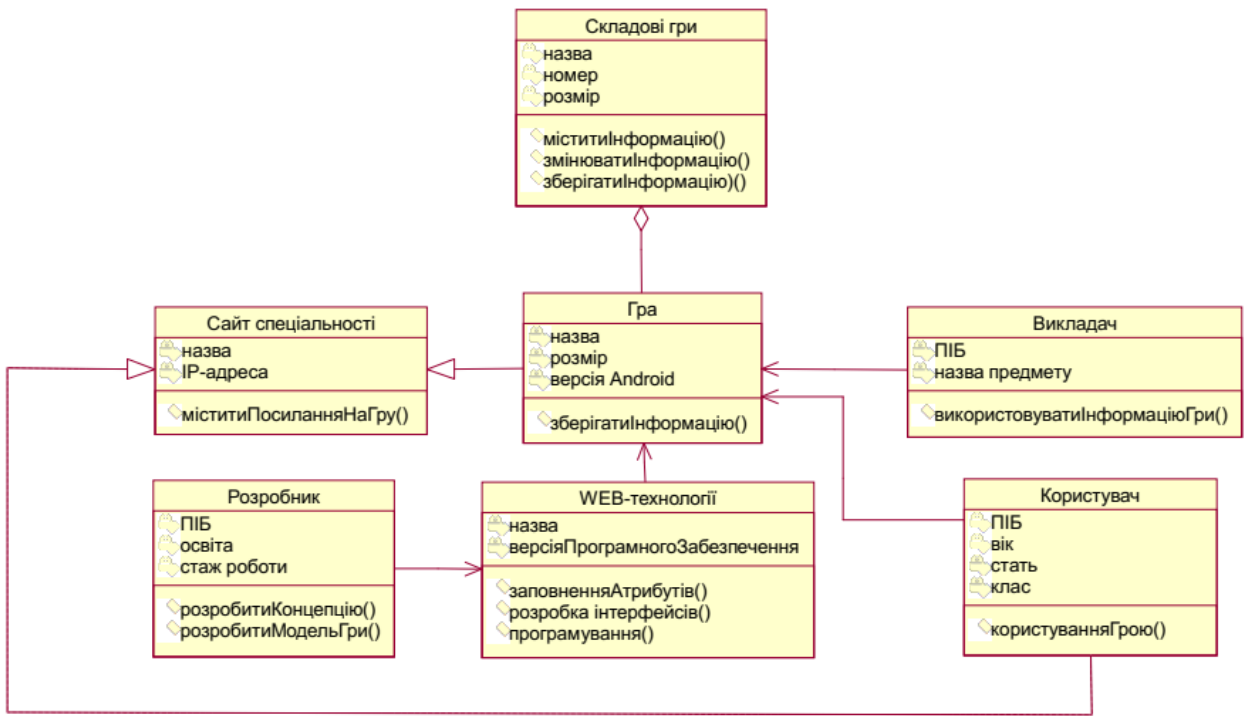 Складові гри
назва
номер
розмір
міститиІнформацію()
змінюватиІнформацію()
зберігатиІнформацію)()
Сайт спеціальності
назва
IP-адреса
міститиПосиланняНаГру()
Гра
назва
розмір
версія Android
зберігатиІнформацію()
Викладач
ПІБ
назва предмету
використовуватиІнформаціюГри()
Розробник
ПІБ
освіта
стаж роботи
розробитиКонцепцію()
розробитиМодельГри()
WEB-технології
назва
версіяПрограмногоЗабезпечення
заповненняАтрибутів()
розробка інтерфейсів()
програмування()
Користувач
ПІБ
вік
стать
клас
користуванняГрою()